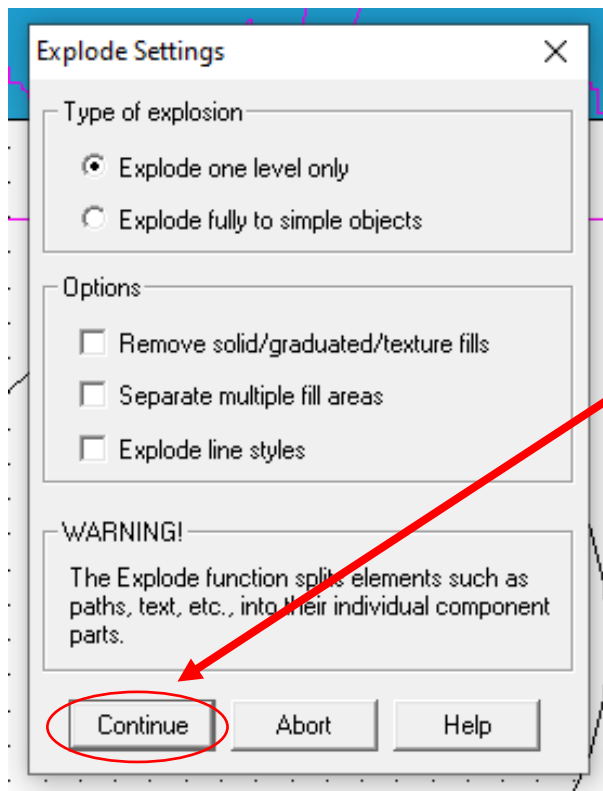 Explode Settings
Type of explosion
Explode one level only
Explode fully to simple objects
Options
Remove solid/graduated/texture fills
Separate multiple fill areas
Explode line styles
WARNING!
The Explode function splits elements such as
paths, text, etc., into their individual component
parts.
Continue Abort Help